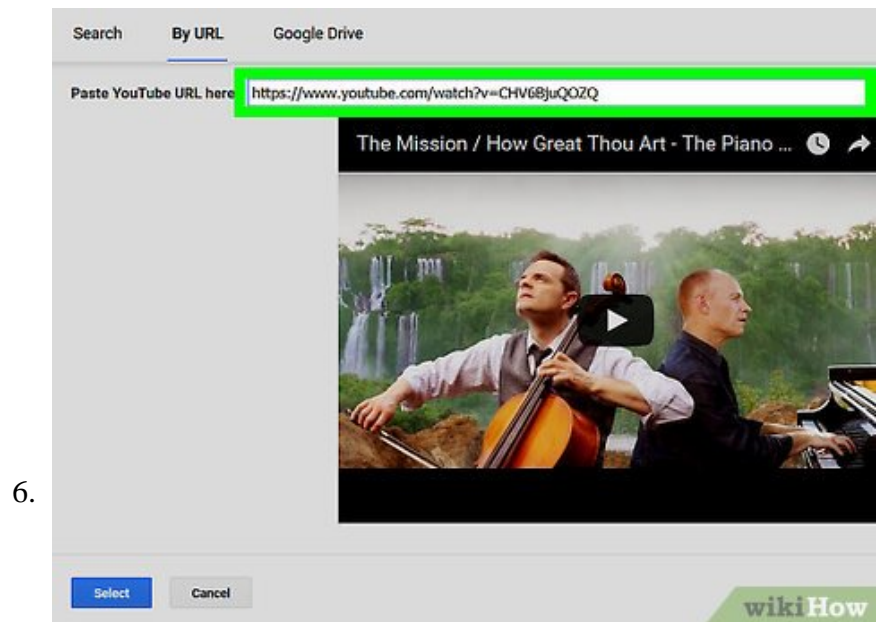 Search By URL Google Drive
Paste YouTube URL here https://www.youtube.com/watch?v=CHV6BJuQOZQ
The Mission / How Great Thou Art - The Piano ...
6.
Select Cancel
wikiHow